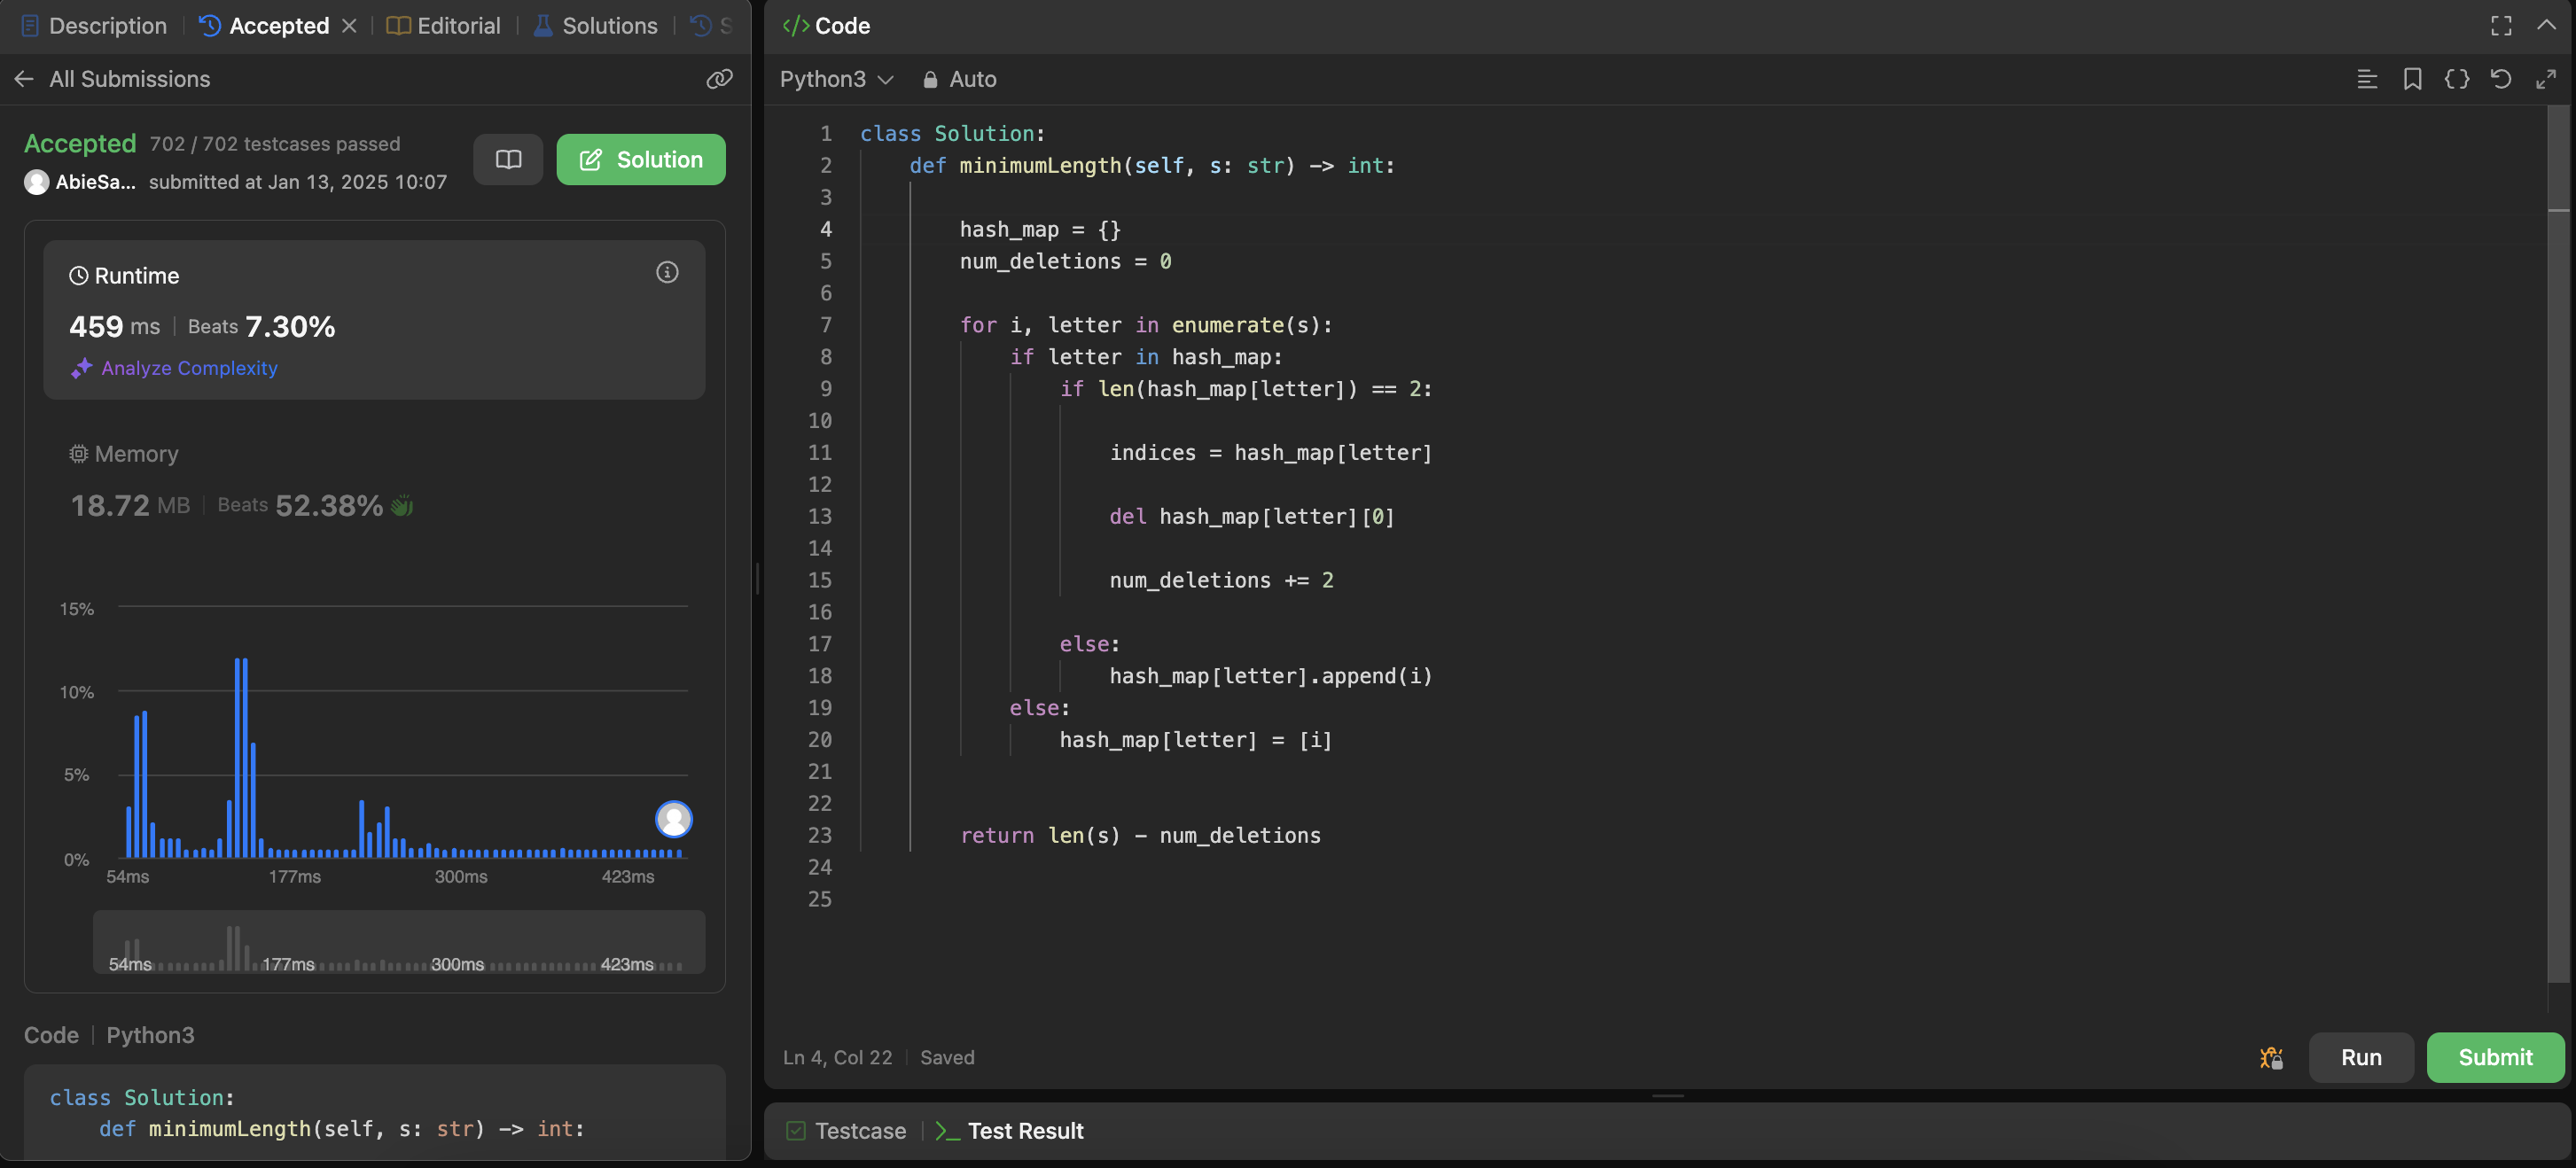 Description
Accepted
Editorial
Solutions
S
All Submissions
Accepted 702 / 702 testcases passed
AbieSa... submitted at Jan 13, 2025 10:07
Solution
Runtime
459 ms | Beats 7.30%
Analyze Complexity
Memory
18.72 MB | Beats 52.38%
15%
10%
5%
0%
54ms 177ms 300ms 423ms
54ms 177ms 300ms 423ms
Code | Python3
class Solution:
    def minimumLength(self, s: str) -> int:
</> Code
Python3 Auto
1 class Solution:
2     def minimumLength(self, s: str) -> int:
3
4         hash_map = {}
5         num_deletions = 0
6
7         for i, letter in enumerate(s):
8             if letter in hash_map:
9                 if len(hash_map[letter]) == 2:
10
11                     indices = hash_map[letter]
12
13                     del hash_map[letter][0]
14
15                     num_deletions += 2
16
17                 else:
18                     hash_map[letter].append(i)
19             else:
20                 hash_map[letter] = [i]
21
22
23         return len(s) - num_deletions
24
25
Ln 4, Col 22 | Saved
Run
Submit
Testcase | >_ Test Result